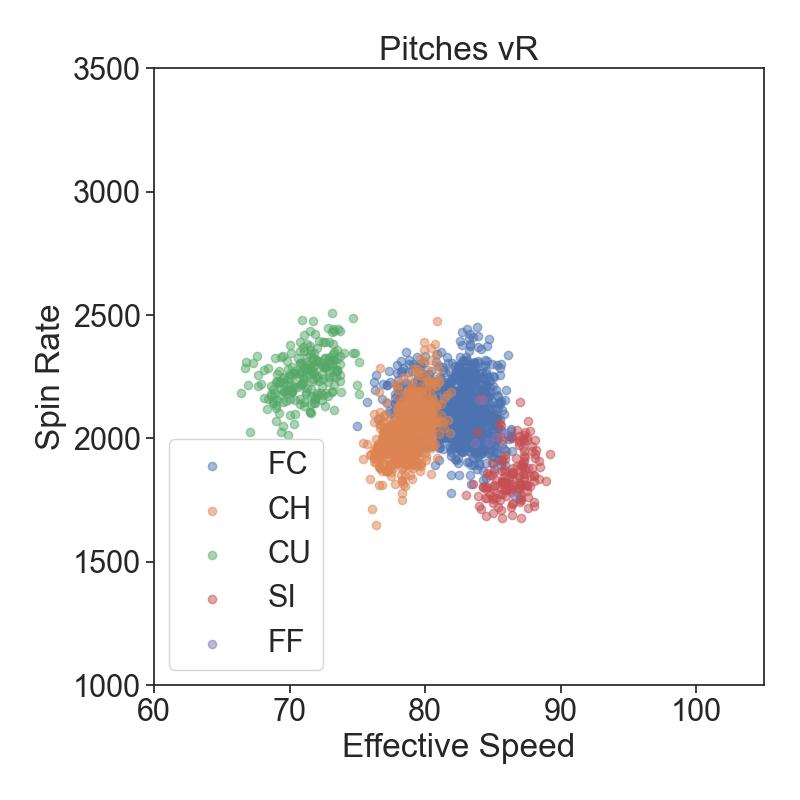 Pitches vR
3500
3000
2500
2000
1500
1000
Spin Rate
FC
CH
CU
SI
FF
60 70 80 90 100
Effective Speed